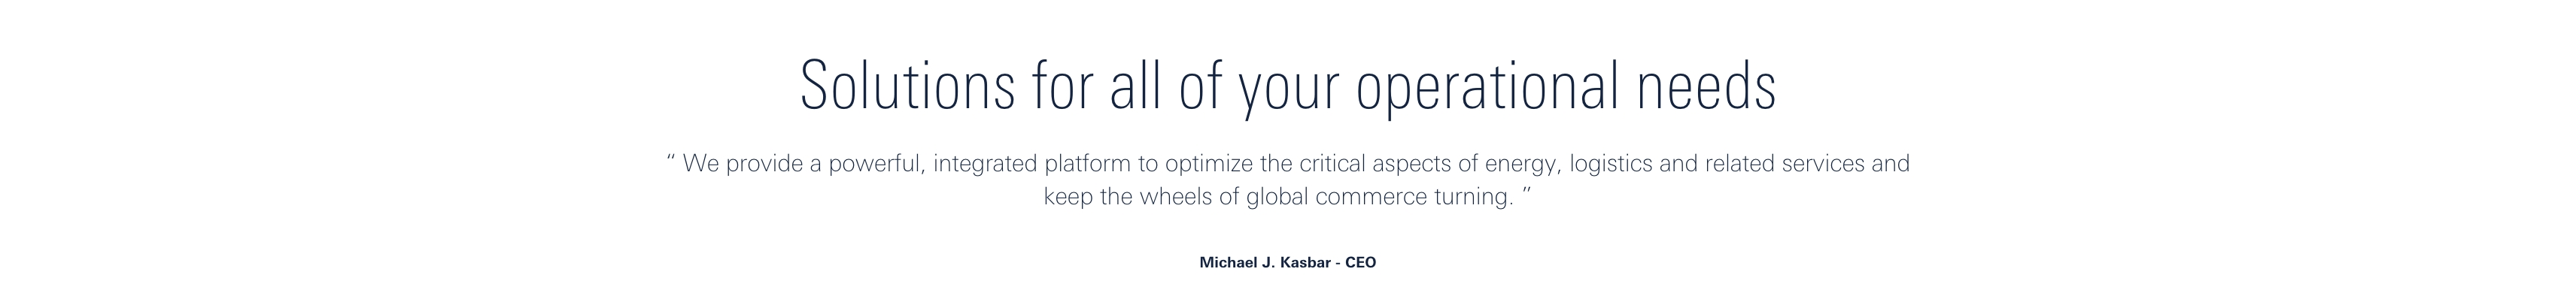 Solutions for all of your operational needs
“ We provide a powerful, integrated platform to optimize the critical aspects of energy, logistics and related services and
keep the wheels of global commerce turning. ”
Michael J. Kasbar - CEO